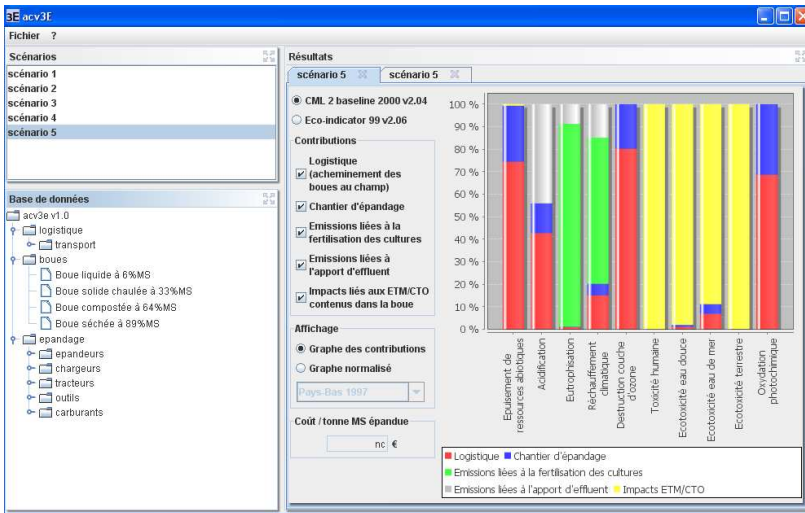 3E acv3E
Fichier ?
Scénarios
scénario 1
scénario 2
scénario 3
scénario 4
scénario 5
Base de données
acv3e v1.0
logistique
transport
boues
Boue liquide à 6%MS
Boue solide chaulée à 33%MS
Boue compostée à 64%MS
Boue séchée à 89%MS
epandage
epandeurs
chargeurs
tracteurs
outils
carburants
Résultats
scénario 5
scénario 5
CML 2 baseline 2000 v2.04
Eco-indicator 99 v2.06
Contributions
Logistique
(acheminement des
boues au champ)
Chantier d'épandage
Emissions liées à la
fertilisation des cultures
Emissions liées à
l'apport d'effluent
Impacts liés aux ETM/CTO
contenus dans la boue
Affichage
Graphe des contributions
Graphe normalisé
Pays-Bas 1997
Coût / tonne MS épandue
nc €
100 %
90 %
80 %
70 %
60 %
50 %
40 %
30 %
20 %
10 %
0 %
Epuisement de
ressources abiotiques
Acidification
Eutrophisation
Réchauffement
climatique
Destruction couche
d'ozone
Toxicité humaine
Ecotoxicité eau douce
Ecotoxicité eau de mer
Ecotoxicité terrestre
Oxydation
photochimique
Logistique Chantier d'épandage
Emissions liées à la fertilisation des cultures
Emissions liées à l'apport d'effluent Impacts ETM/CTO